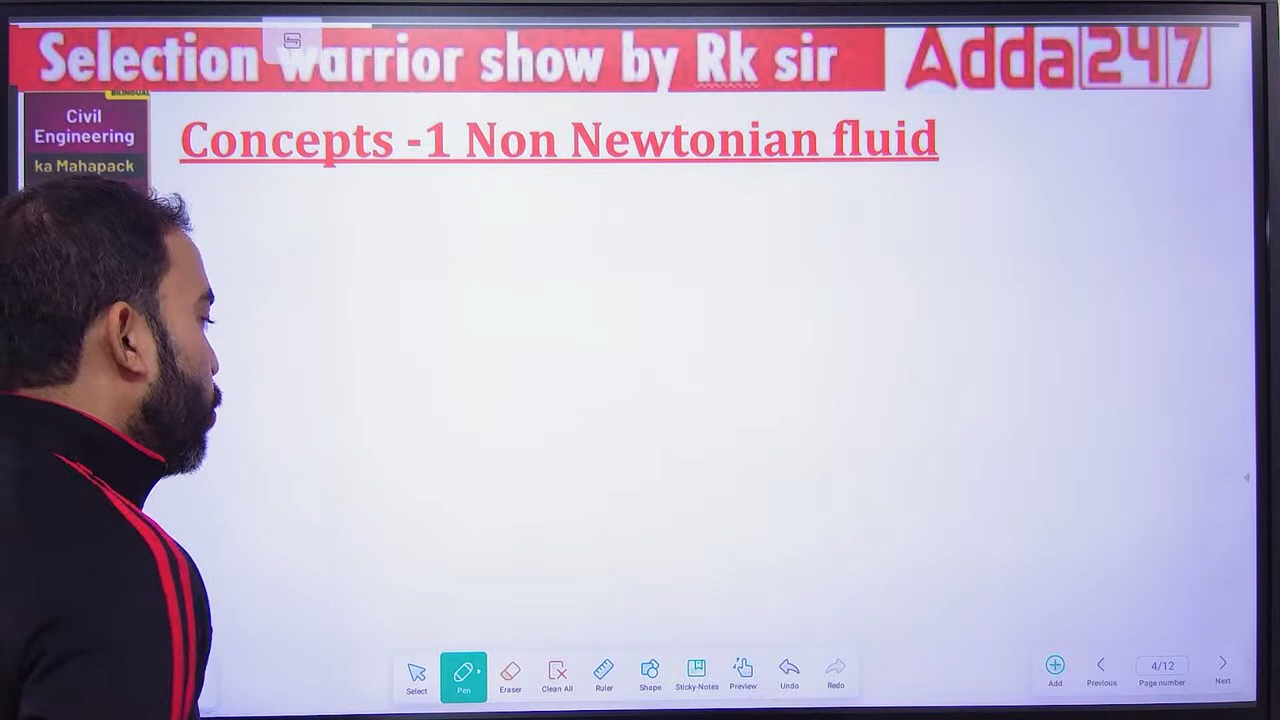 Selection warrior show by Rk sir
Adda247
BILINGUAL
Civil
Engineering
ka Mahapack
Concepts -1 Non Newtonian fluid
Select
Pen
Eraser
Clean All
Ruler
Shape
Sticky-Notes
Preview
Undo
Redo
Add
Previous
4/12
Page number
Next